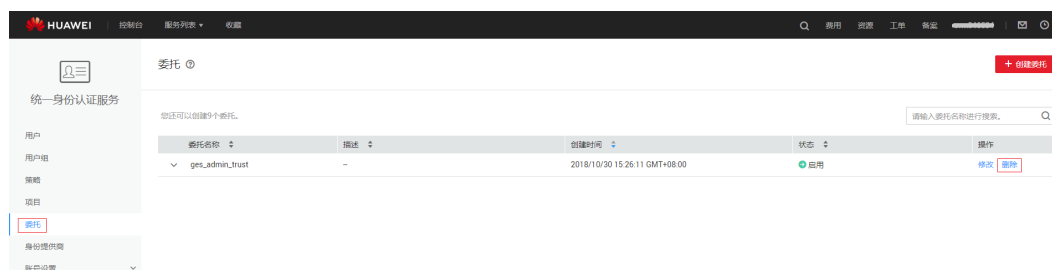 HUAWEI 控制台 服务列表 收藏 费用 资源 工单 备案
统一身份认证服务
用户
用户组
策略
项目
委托
身份提供商
账号设置
委托
+ 创建委托
您还可以创建9个委托。
请输入委托名称进行搜索。
委托名称 描述 创建时间 状态 操作
ges_admin_trust -- 2018/10/30 15:26:11 GMT+08:00 启用 修改 删除